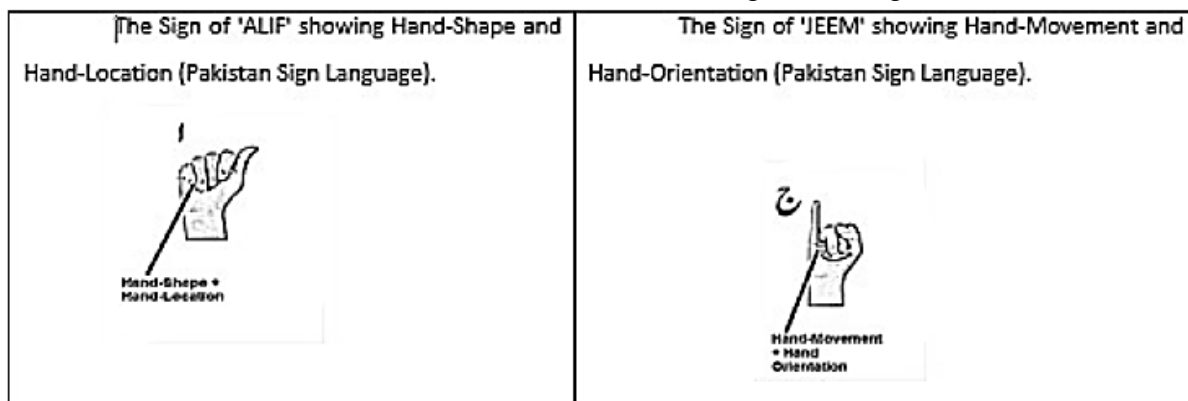 The Sign of 'ALIF' showing Hand-Shape and
Hand-Location (Pakistan Sign Language).
ا
Hand-Shape +
Hand-Location
The Sign of 'JEEM' showing Hand-Movement and
Hand-Orientation (Pakistan Sign Language).
ج
Hand-Movement
+ Hand
Orientation